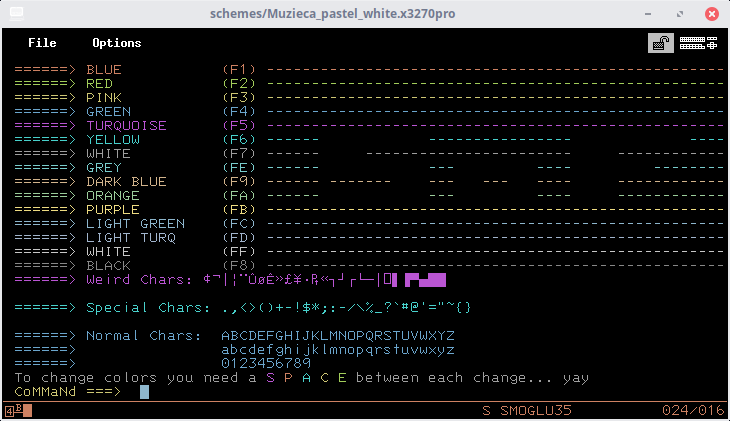 schemes/Muzieca_pastel_white.x3270pro
File Options
======> BLUE (F1) -----------------------------------------------------
======> RED (F2) -----------------------------------------------------
======> PINK (F3) -----------------------------------------------------
======> GREEN (F4) -----------------------------------------------------
======> TURQUOISE (F5) -----------------------------------------------------
======> YELLOW (F6)
======> WHITE (F7)
======> GREY (FE)
======> DARK BLUE (F9)
======> ORANGE (FA)
======> PURPLE (FB)
======> LIGHT GREEN (FC) -----------------------------------------------------
======> LIGHT TURQ (FD) -----------------------------------------------------
======> WHITE (FF) -----------------------------------------------------
======> BLACK (F8) -----------------------------------------------------
======> Weird Chars: ¢¬|¦¨ÛøÉ»£¥·
======> Special Chars: .,<>()+-!$*;:-/\%_?`#@'="~{}
======> Normal Chars: ABCDEFGHIJKLMNOPQRSTUVWXYZ
======> abcdefghijklmnopqrstuvwxyz
======> 0123456789
To change colors you need a S P A C E between each change... yay
CoMMaNd ===>
4B S SMOGLU35 024/016